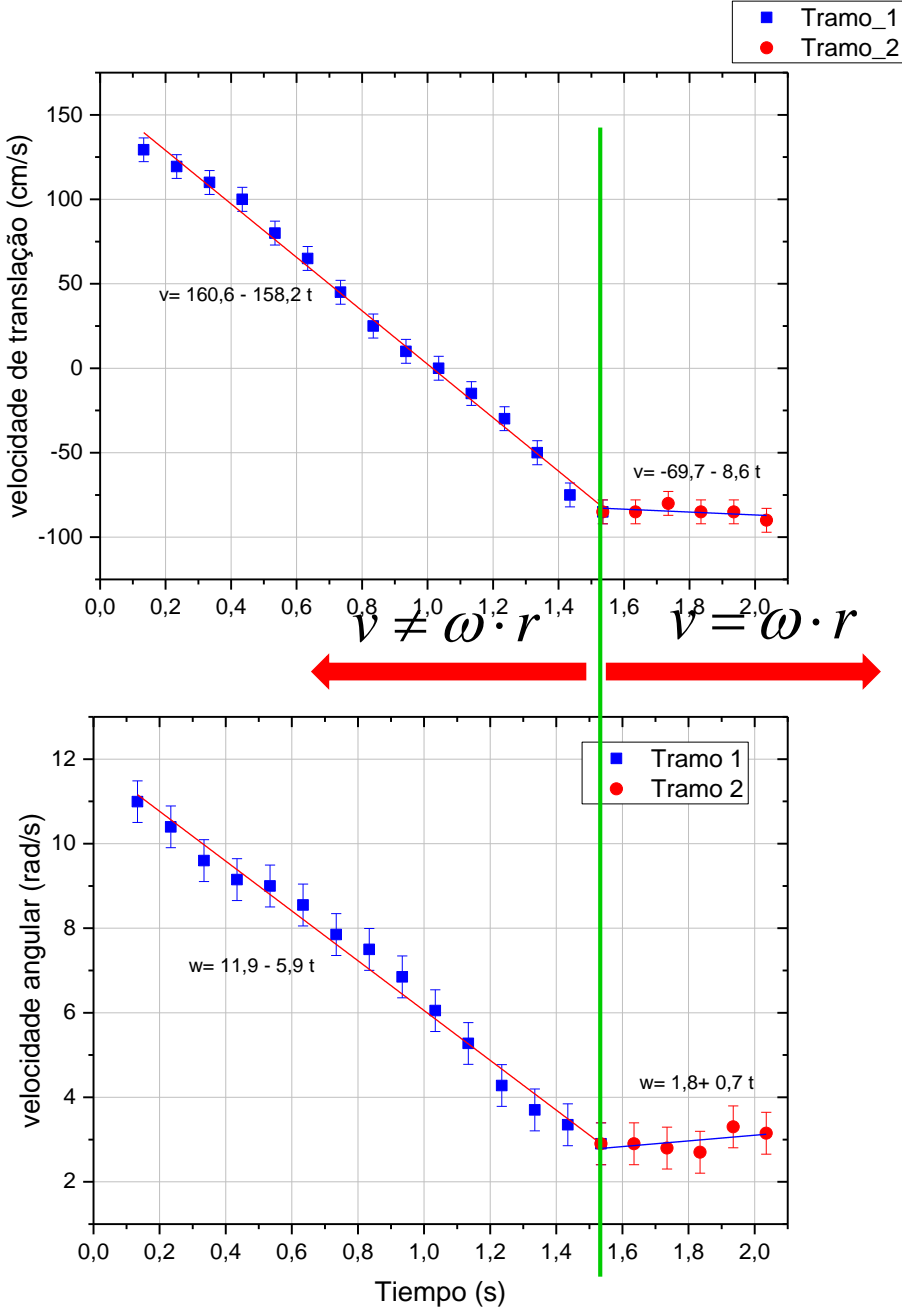 Tramo_1
Tramo_2
velocidade de translação (cm/s)
150
100
50
0
-50
-100
v= 160,6 - 158,2 t
v= -69,7 - 8,6 t
0,0 0,2 0,4 0,6 0,8 1,0 1,2 1,4 1,6 1,8 2,0
v ≠ ω · r
v = ω · r
Tramo 1
Tramo 2
velocidade angular (rad/s)
12
10
8
6
4
2
w= 11,9 - 5,9 t
w= 1,8+ 0,7 t
0,0 0,2 0,4 0,6 0,8 1,0 1,2 1,4 1,6 1,8 2,0
Tiempo (s)